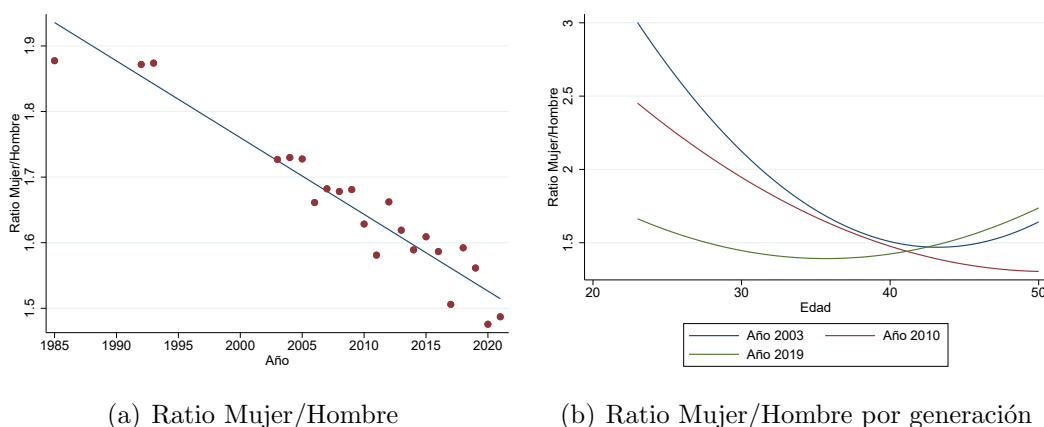 Ratio Mujer/Hombre
1.9
1.8
1.7
1.6
1.5
1985 1990 1995 2000 2005 2010 2015 2020
Año
(a) Ratio Mujer/Hombre
Ratio Mujer/Hombre
3
2.5
2
1.5
20 30 40 50
Edad
Año 2003 Año 2010
Año 2019
(b) Ratio Mujer/Hombre por generación